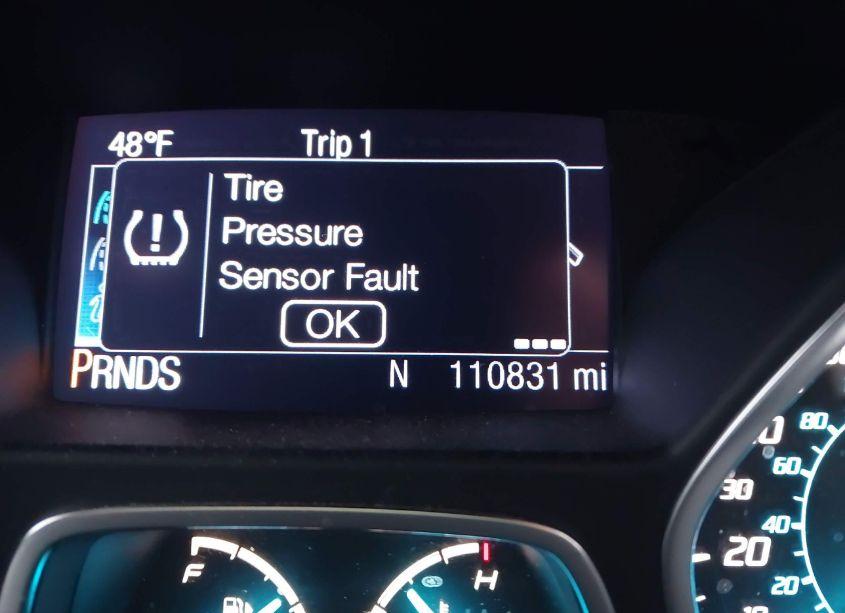 48°F Trip 1
Tire
Pressure
Sensor Fault
OK
PRNDS N 110831 mi
80
60
30
40
20
20
F H